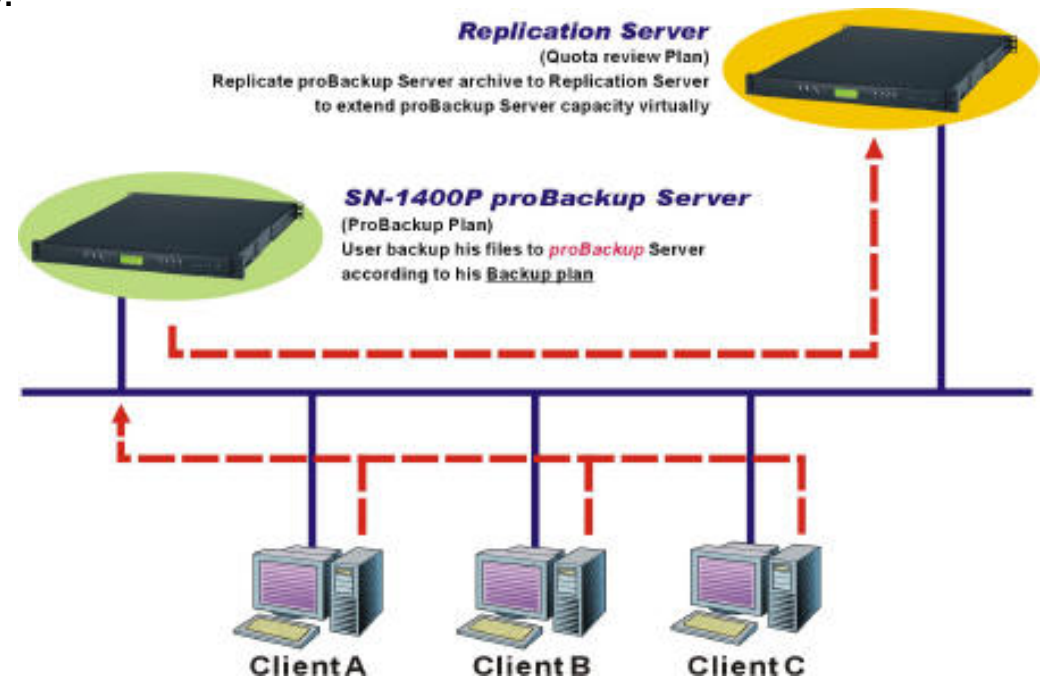 Replication Server
(Quota review Plan)
Replicate proBackup Server archive to Replication Server
to extend proBackup Server capacity virtually
SN-1400P proBackup Server
(ProBackup Plan)
User backup his files to proBackup Server
according to his Backup plan
Client A
Client B
Client C